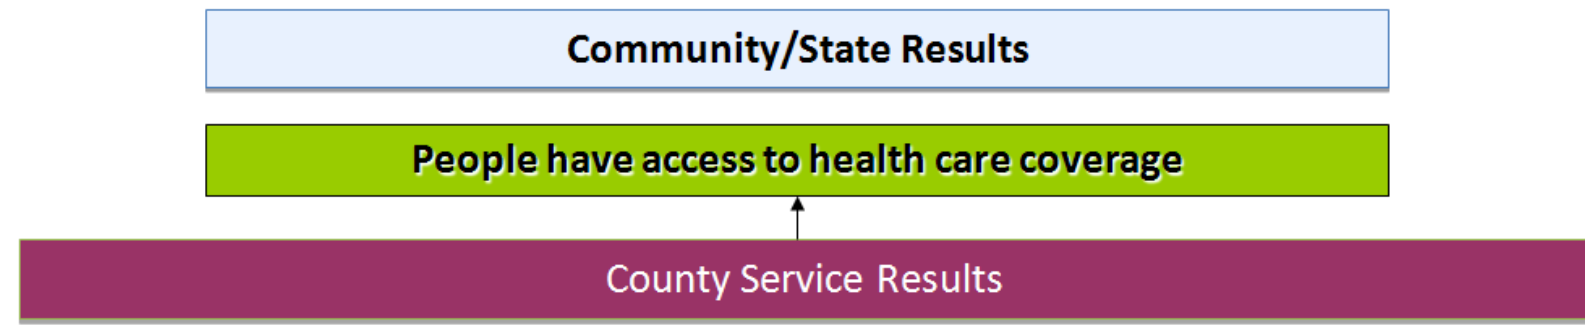 Community/State Results
People have access to health care coverage
County Service Results